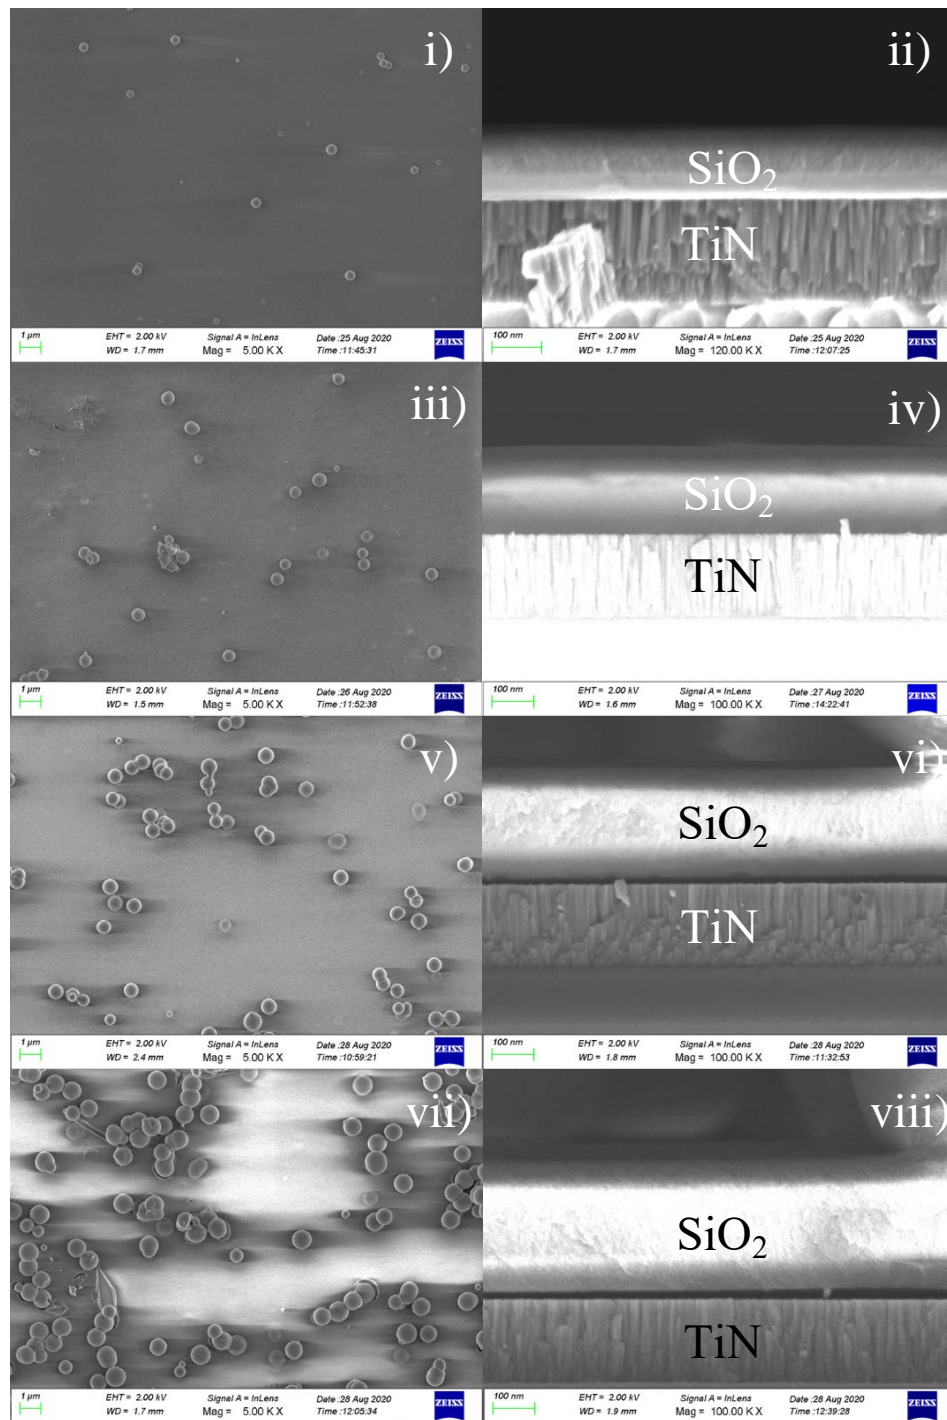 i)
1 µm
EHT = 2.00 kV
WD = 1.7 mm
Signal A = InLens
Mag = 5.00 K X
Date :25 Aug 2020
Time :11:45:31
ZEISS
ii)
SiO₂
TiN
100 nm
EHT = 2.00 kV
WD = 1.7 mm
Signal A = InLens
Mag = 120.00 K X
Date :25 Aug 2020
Time :12:07:25
ZEISS
iii)
1 µm
EHT = 2.00 kV
WD = 1.5 mm
Signal A = InLens
Mag = 5.00 K X
Date :26 Aug 2020
Time :11:52:38
ZEISS
iv)
SiO₂
TiN
100 nm
EHT = 2.00 kV
WD = 1.6 mm
Signal A = InLens
Mag = 100.00 K X
Date :27 Aug 2020
Time :14:22:41
ZEISS
v)
1 µm
EHT = 2.00 kV
WD = 2.4 mm
Signal A = InLens
Mag = 5.00 K X
Date :28 Aug 2020
Time :10:59:21
ZEISS
vi)
SiO₂
TiN
100 nm
EHT = 2.00 kV
WD = 1.8 mm
Signal A = InLens
Mag = 100.00 K X
Date :28 Aug 2020
Time :11:32:53
ZEISS
vii)
1 µm
EHT = 2.00 kV
WD = 1.7 mm
Signal A = InLens
Mag = 5.00 K X
Date :28 Aug 2020
Time :12:05:34
ZEISS
viii)
SiO₂
TiN
100 nm
EHT = 2.00 kV
WD = 1.9 mm
Signal A = InLens
Mag = 100.00 K X
Date :28 Aug 2020
Time :12:39:28
ZEISS